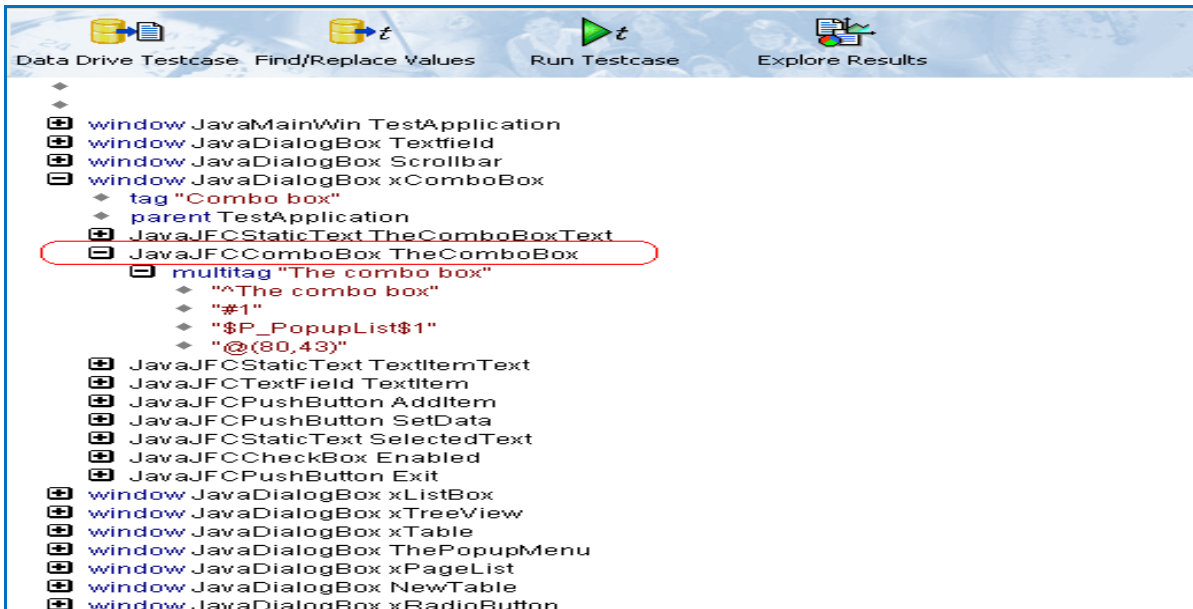 Data Drive Testcase Find/Replace Values Run Testcase Explore Results
window JavaMainWin TestApplication
window JavaDialogBox Textfield
window JavaDialogBox Scrollbar
window JavaDialogBox xComboBox
tag "Combo box"
parent TestApplication
JavaJFCStaticText TheComboBoxText
JavaJFCComboBox TheComboBox
multitag "The combo box"
"^The combo box"
"#1"
"$P_PopupList$1"
"@(80,43)"
JavaJFCStaticText TextItemText
JavaJFCTextField TextItem
JavaJFCPushButton AddItem
JavaJFCPushButton SetData
JavaJFCStaticText SelectedText
JavaJFCCheckBox Enabled
JavaJFCPushButton Exit
window JavaDialogBox xListBox
window JavaDialogBox xTreeView
window JavaDialogBox xTable
window JavaDialogBox ThePopupMenu
window JavaDialogBox xPageList
window JavaDialogBox NewTable
window JavaDialogBox xRadioButton